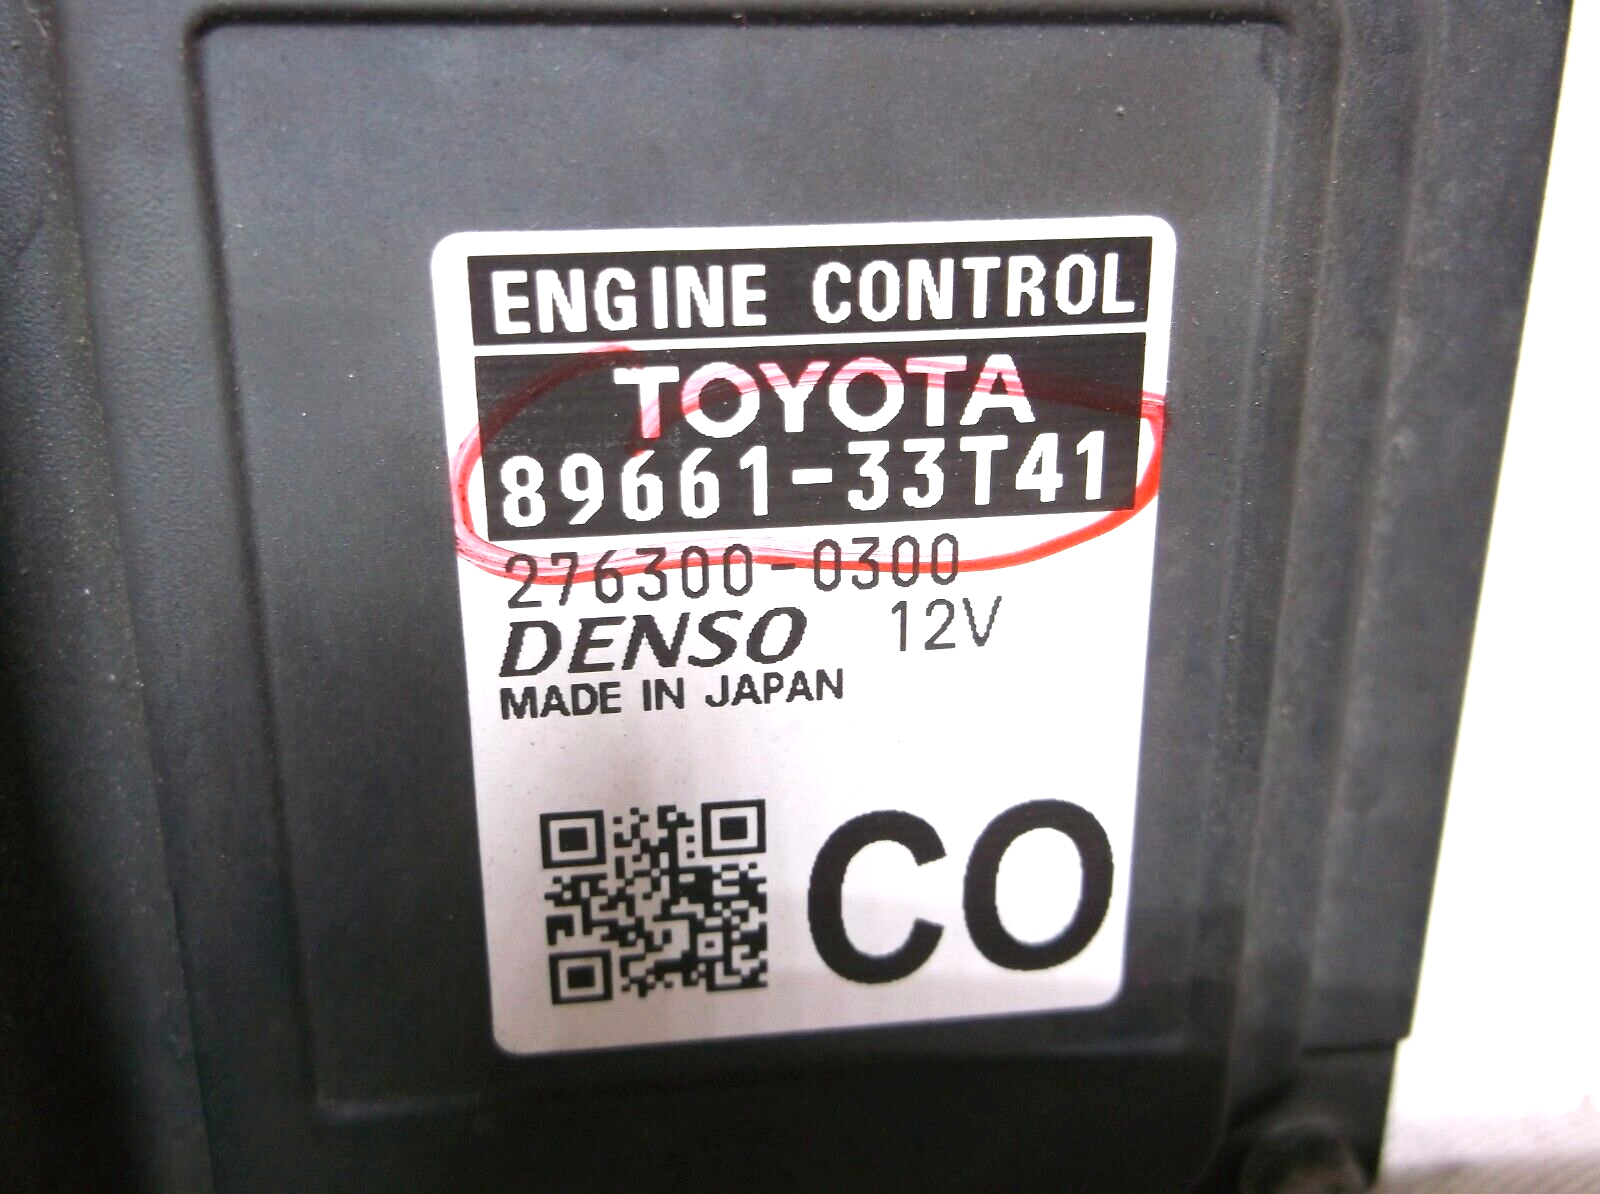 ENGINE CONTROL
TOYOTA
89661-33T41
276300-0300
DENSO 12V
MADE IN JAPAN
CO